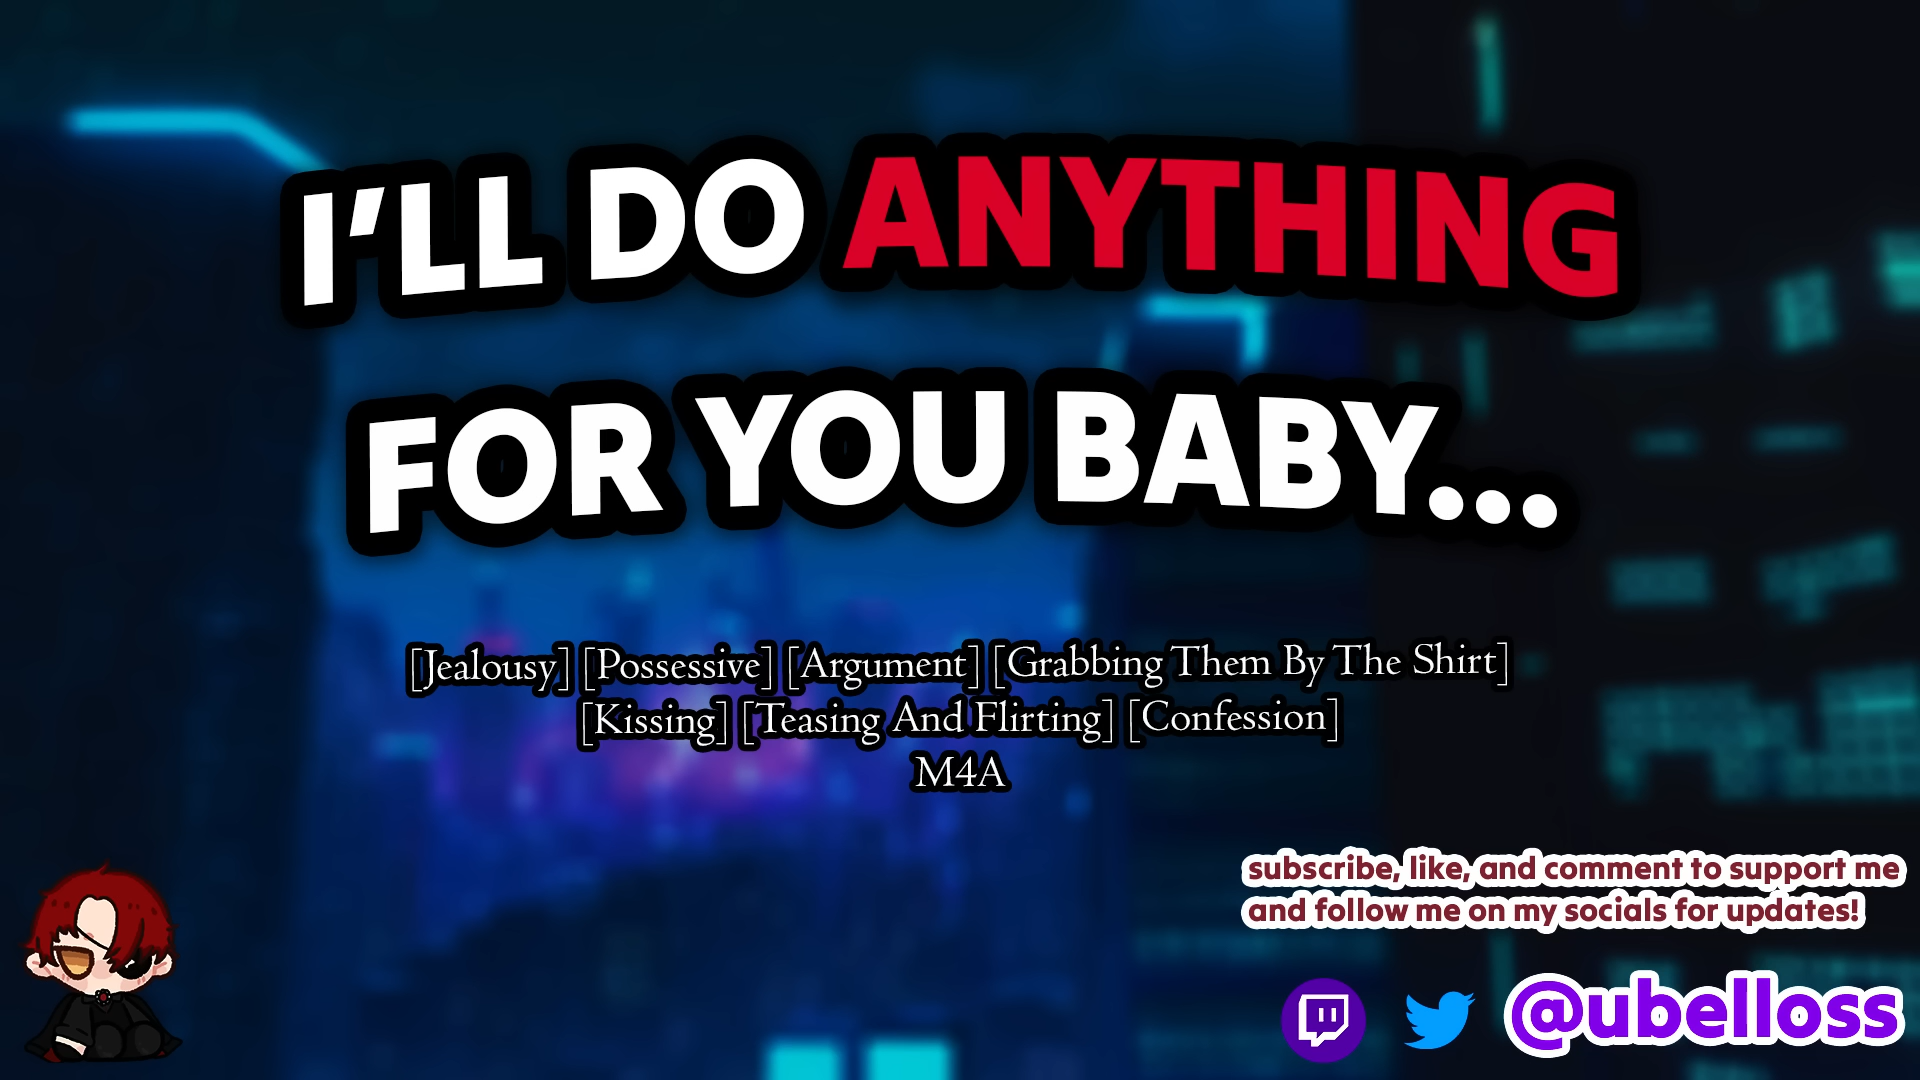 I'LL DO ANYTHING
FOR YOU BABY...
[Jealousy] [Possessive] [Argument] [Grabbing Them By The Shirt]
[Kissing] [Teasing And Flirting] [Confession]
M4A
subscribe, like, and comment to support me
and follow me on my socials for updates!
@ubelloss